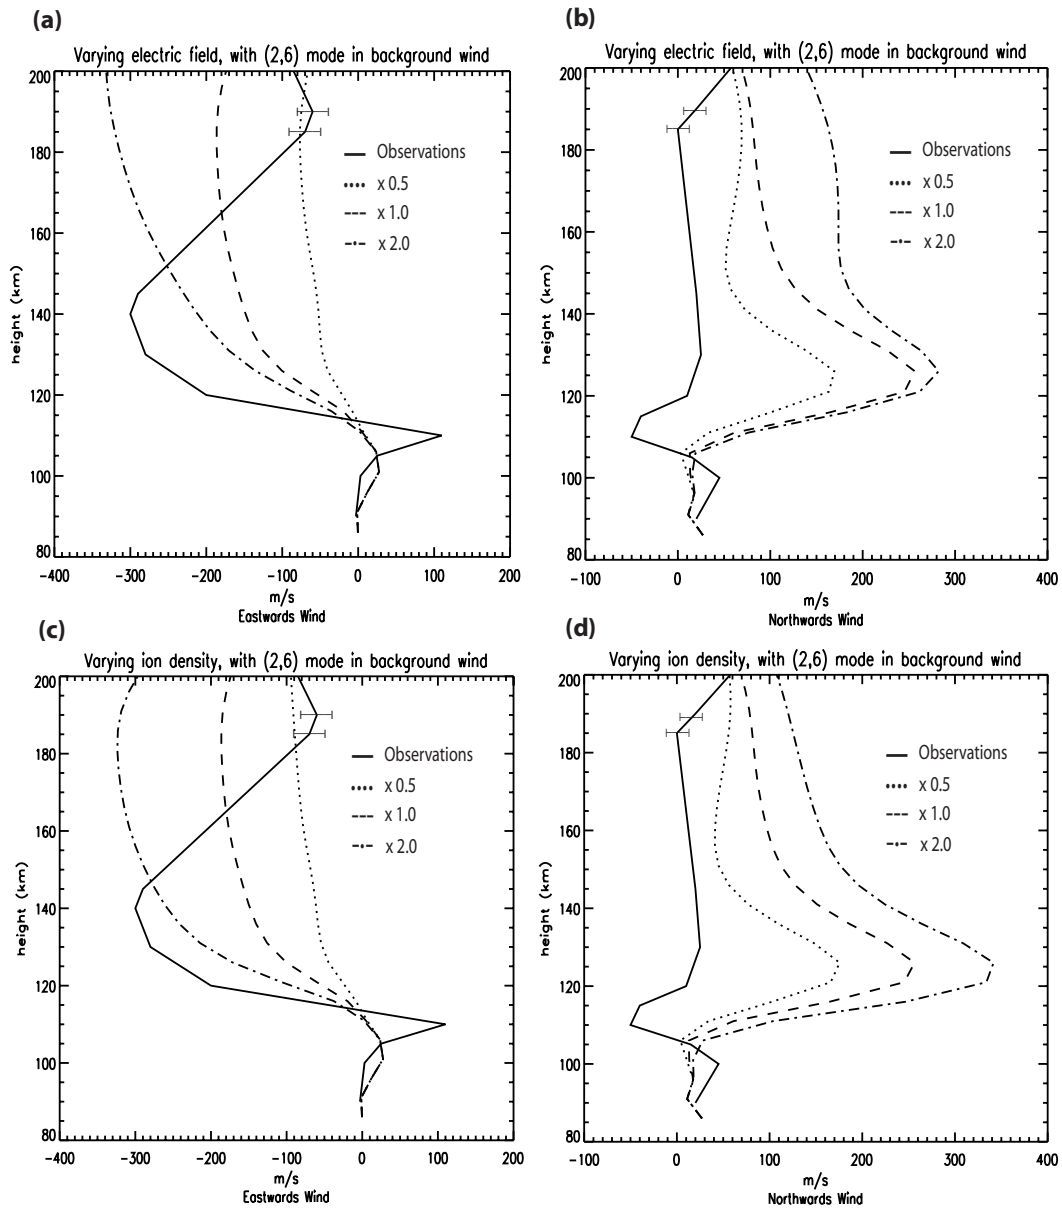 (a)
Varying electric field, with (2,6) mode in background wind
200
180
160
140
120
100
80
height (km)
Observations
x 0.5
x 1.0
x 2.0
-400 -300 -200 -100 0 100 200
m/s
Eastwards Wind
(b)
Varying electric field, with (2,6) mode in background wind
200
180
160
140
120
100
80
height (km)
Observations
x 0.5
x 1.0
x 2.0
-100 0 100 200 300 400
m/s
Northwards Wind
(c)
Varying ion density, with (2,6) mode in background wind
200
180
160
140
120
100
80
height (km)
Observations
x 0.5
x 1.0
x 2.0
-400 -300 -200 -100 0 100 200
m/s
Eastwards Wind
(d)
Varying ion density, with (2,6) mode in background wind
200
180
160
140
120
100
80
height (km)
Observations
x 0.5
x 1.0
x 2.0
-100 0 100 200 300 400
m/s
Northwards Wind